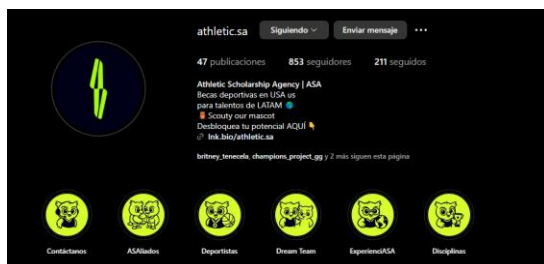 athletic.sa Siguiendo Enviar mensaje
47 publicaciones 853 seguidores 211 seguidos
Athletic Scholarship Agency | ASA
Becas deportivas en USA us
para talentos de LATAM
Scouty our mascot
Desbloquea tu potencial AQUÍ
lnk.bio/athletic.sa
britney_tenecela, champions_project_gg y 2 más siguen esta página
Contáctanos ASAliados Deportistas Dream Team ExperienciASA Disciplinas